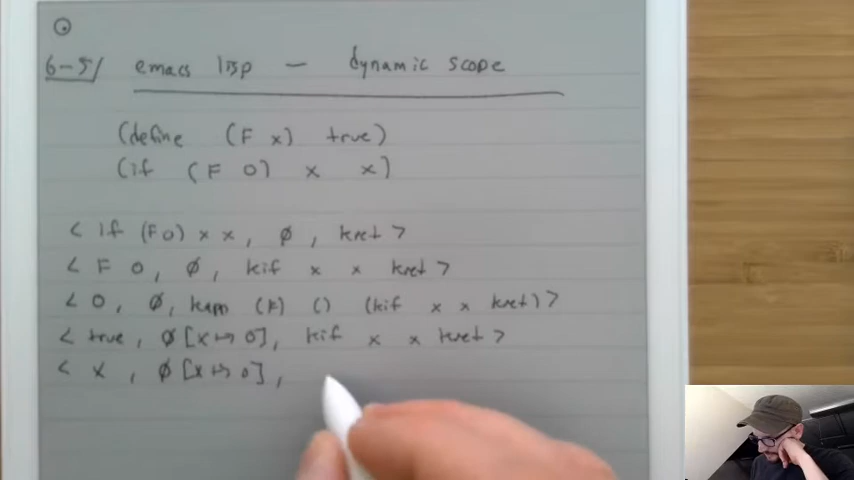 6-5/ emacs lisp - dynamic scope
(define (F x) true)
(if (F 0) x x)
< if (F 0) x x, ∅, kret >
< F 0, ∅, kif x x kret >
< 0, ∅, kapp (F) () (kif x x kret) >
< true, ∅[x↦0], kif x x kret >
< x, ∅[x↦0],